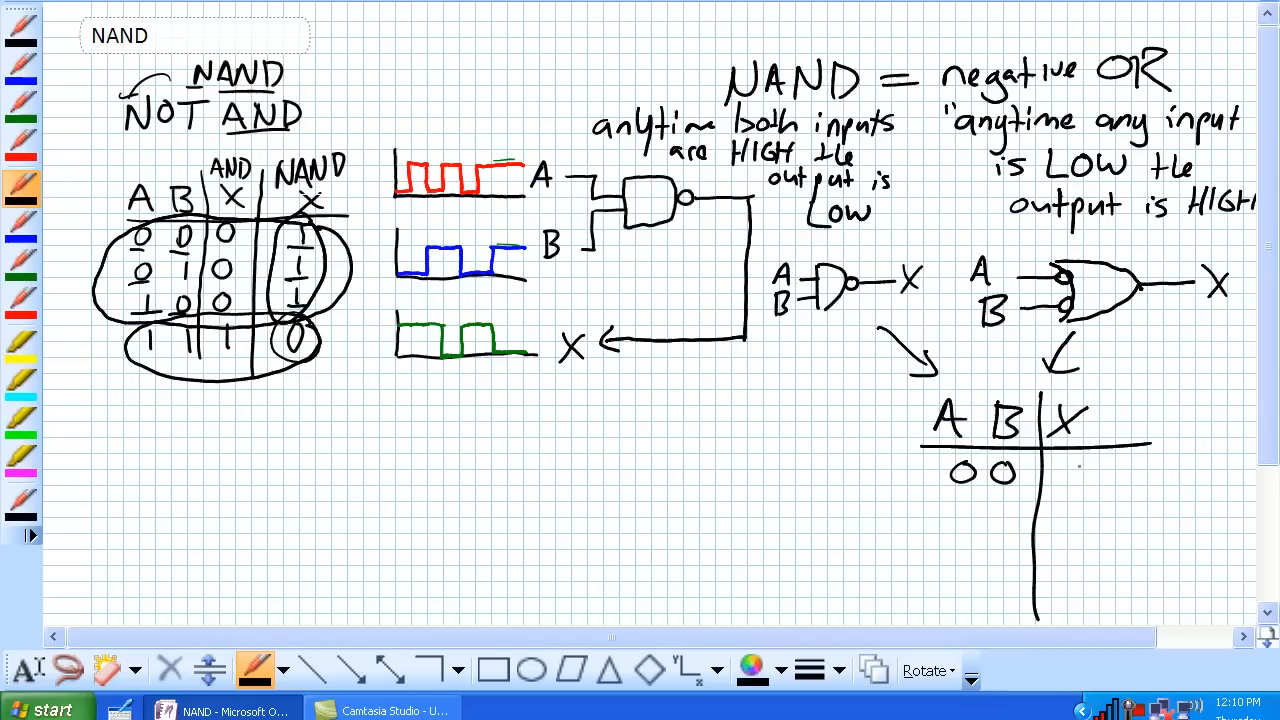 NAND
NAND
NOT AND
AND NAND
A B X X
0 0 0 1
0 1 0 1
1 0 0 1
1 1 1 0
A
B
X
NAND = negative OR
anytime both inputs
are HIGH the
output is
Low
"anytime any input
is LOW the
output is HIGH
A
B
X
A
B
X
A B X
0 0
A
Rotate
start
NAND - Microsoft O...
Camtasia Studio - U...
12:10 PM
Thursday